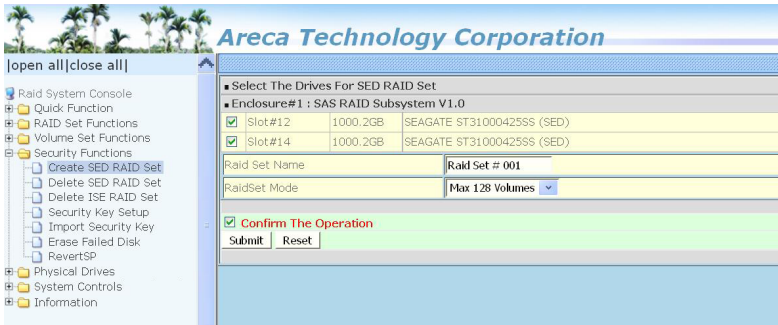 Areca Technology Corporation
|open all|close all|
Raid System Console
Quick Function
RAID Set Functions
Volume Set Functions
Security Functions
Create SED RAID Set
Delete SED RAID Set
Delete ISE RAID Set
Security Key Setup
Import Security Key
Erase Failed Disk
RevertSP
Physical Drives
System Controls
Information
Select The Drives For SED RAID Set
Enclosure#1 : SAS RAID Subsystem V1.0
Slot#12 1000.2GB SEAGATE ST31000425SS (SED)
Slot#14 1000.2GB SEAGATE ST31000425SS (SED)
Raid Set Name Raid Set # 001
RaidSet Mode Max 128 Volumes
Confirm The Operation
Submit Reset